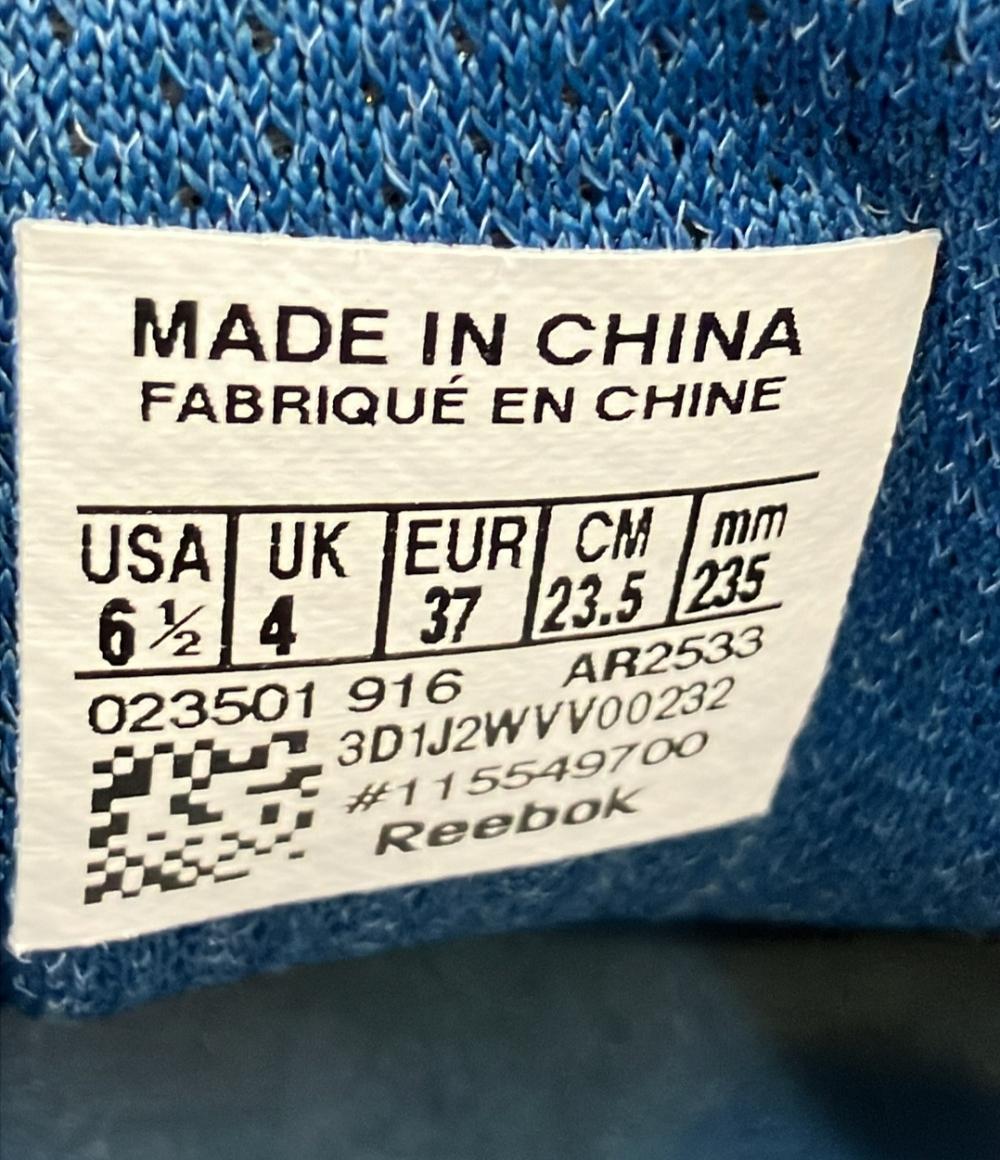 MADE IN CHINA
FABRIQUÉ EN CHINE
USA UK EUR CM mm
6 ½ 4 37 23.5 235
023501 916 AR2533
3D1J2WVV00232
#115549700
Reebok